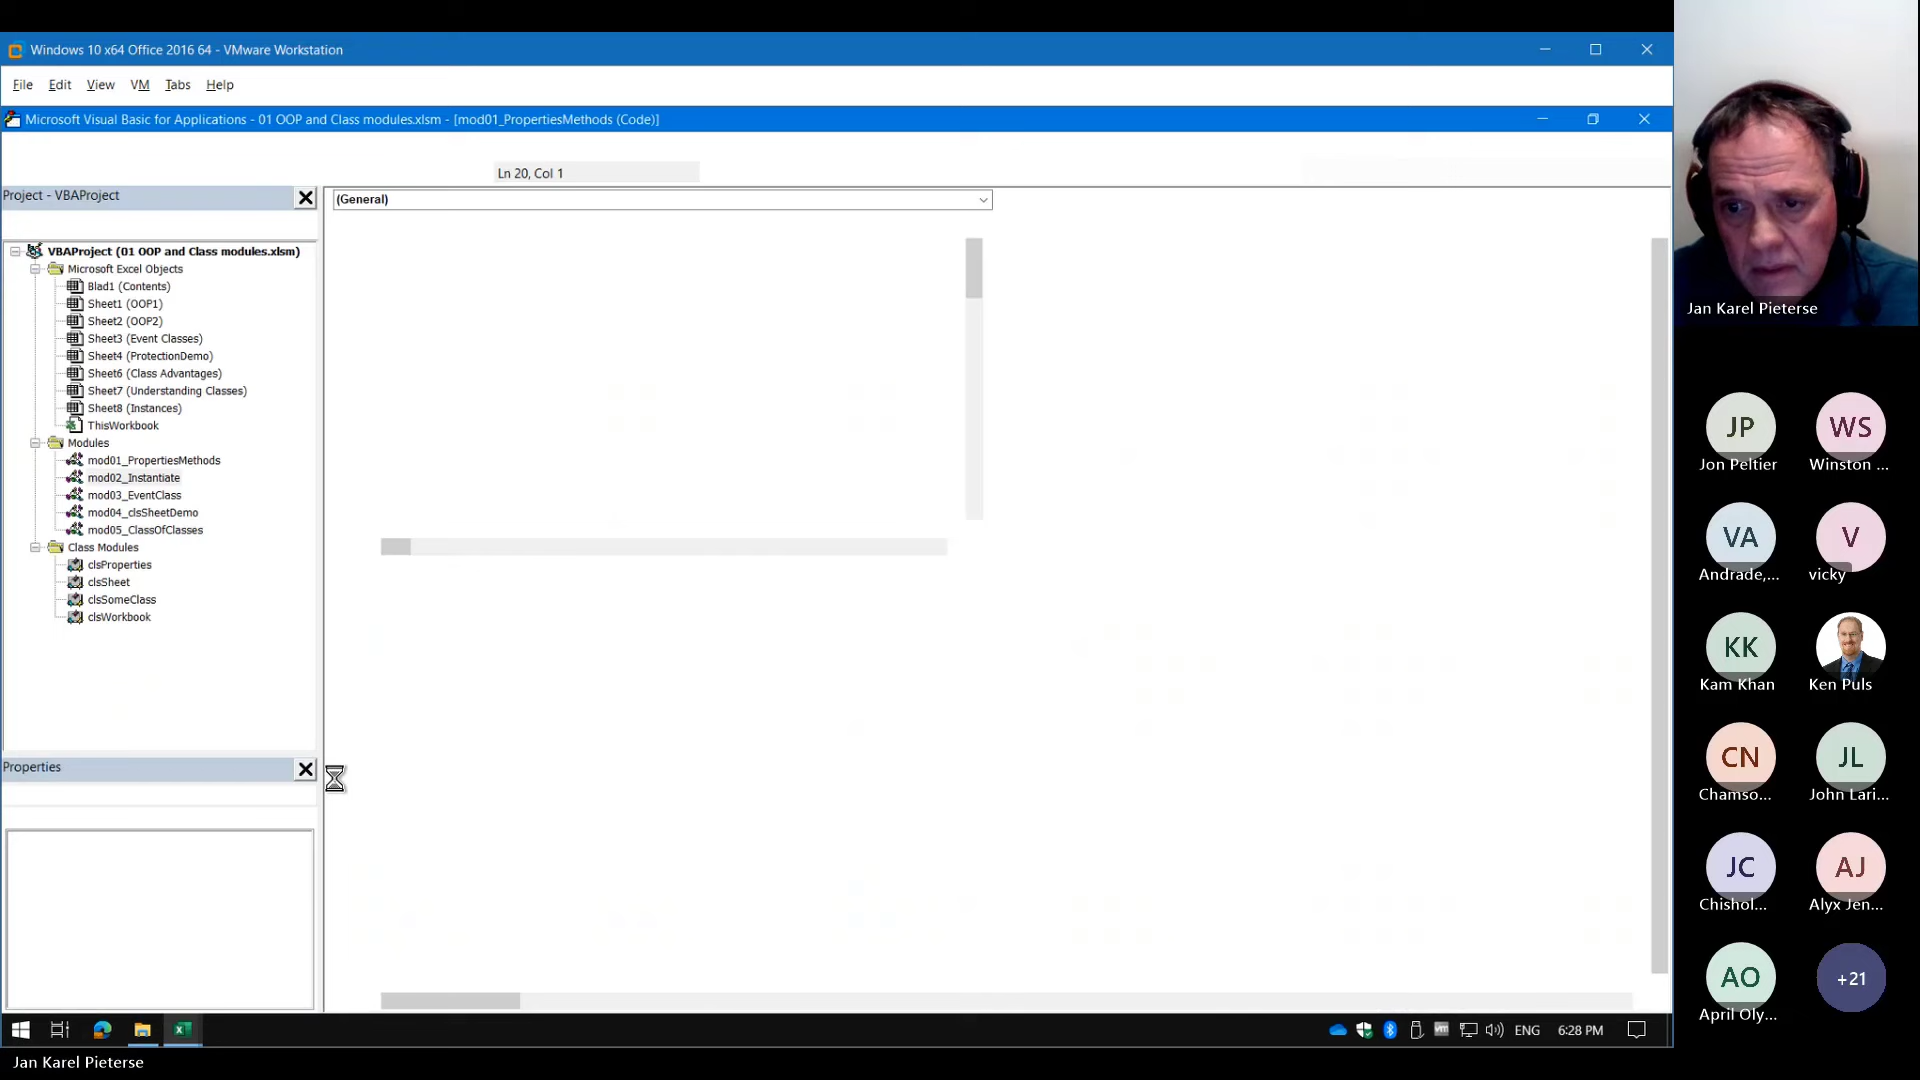 Windows 10 x64 Office 2016 64 - VMware Workstation
File Edit View VM Tabs Help
Microsoft Visual Basic for Applications - 01 OOP and Class modules.xlsm - [mod01_PropertiesMethods (Code)]
Ln 20, Col 1
Project - VBAProject
(General)
VBAProject (01 OOP and Class modules.xlsm)
Microsoft Excel Objects
Blad1 (Contents)
Sheet1 (OOP1)
Sheet2 (OOP2)
Sheet3 (Event Classes)
Sheet4 (ProtectionDemo)
Sheet6 (Class Advantages)
Sheet7 (Understanding Classes)
Sheet8 (Instances)
ThisWorkbook
Modules
mod01_PropertiesMethods
mod02_Instantiate
mod03_EventClass
mod04_clsSheetDemo
mod05_ClassOfClasses
Class Modules
clsProperties
clsSheet
clsSomeClass
clsWorkbook
Properties
ENG 6:28 PM
Jan Karel Pieterse
Jan Karel Pieterse
JP WS
Jon Peltier Winston ...
VA V
Andrade,... vicky
KK
Kam Khan Ken Puls
CN JL
Chamso... John Lari...
JC AJ
Chishol... Alyx Jen...
AO +21
April Oly...